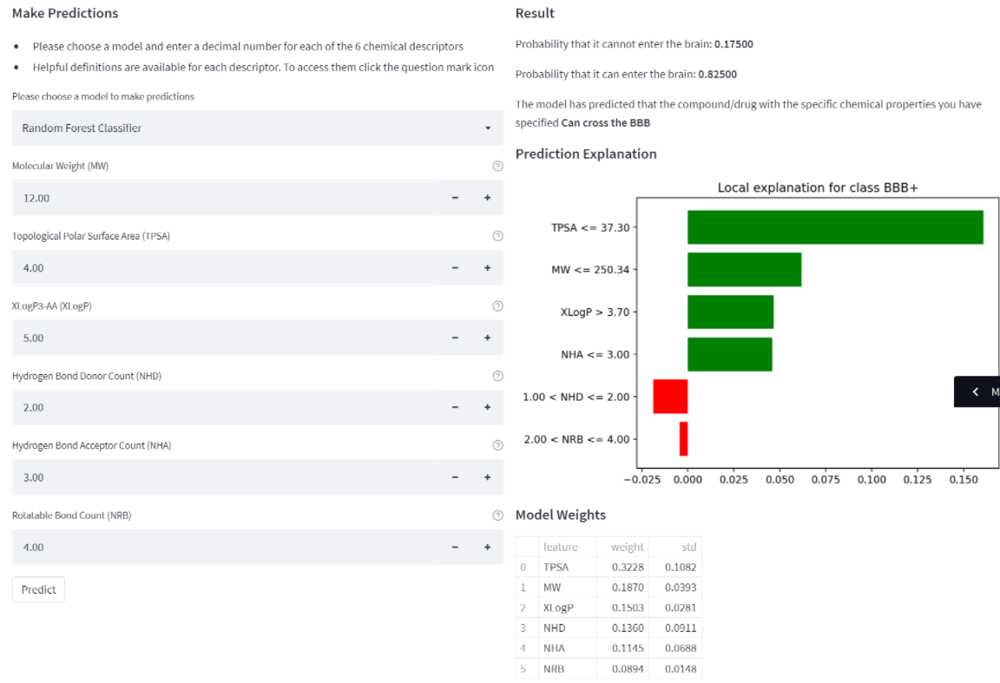 Make Predictions
• Please choose a model and enter a decimal number for each of the 6 chemical descriptors
• Helpful definitions are available for each descriptor. To access them click the question mark icon
Please choose a model to make predictions
Random Forest Classifier
Molecular Weight (MW)
?
12.00
- +
Topological Polar Surface Area (TPSA)
?
4.00
- +
XLogP3-AA (XLogP)
?
5.00
- +
Hydrogen Bond Donor Count (NHD)
?
2.00
- +
Hydrogen Bond Acceptor Count (NHA)
?
3.00
- +
Rotatable Bond Count (NRB)
?
4.00
- +
Predict
Result
Probability that it cannot enter the brain: 0.17500
Probability that it can enter the brain: 0.82500
The model has predicted that the compound/drug with the specific chemical properties you have
specified Can cross the BBB
Prediction Explanation
Local explanation for class BBB+
TPSA <= 37.30
MW <= 250.34
XLogP > 3.70
NHA <= 3.00
1.00 < NHD <= 2.00
2.00 < NRB <= 4.00
−0.025 0.000 0.025 0.050 0.075 0.100 0.125 0.150
< M
Model Weights
feature weight std
0 TPSA 0.3228 0.1082
1 MW 0.1870 0.0393
2 XLogP 0.1503 0.0281
3 NHD 0.1360 0.0911
4 NHA 0.1145 0.0688
5 NRB 0.0894 0.0148